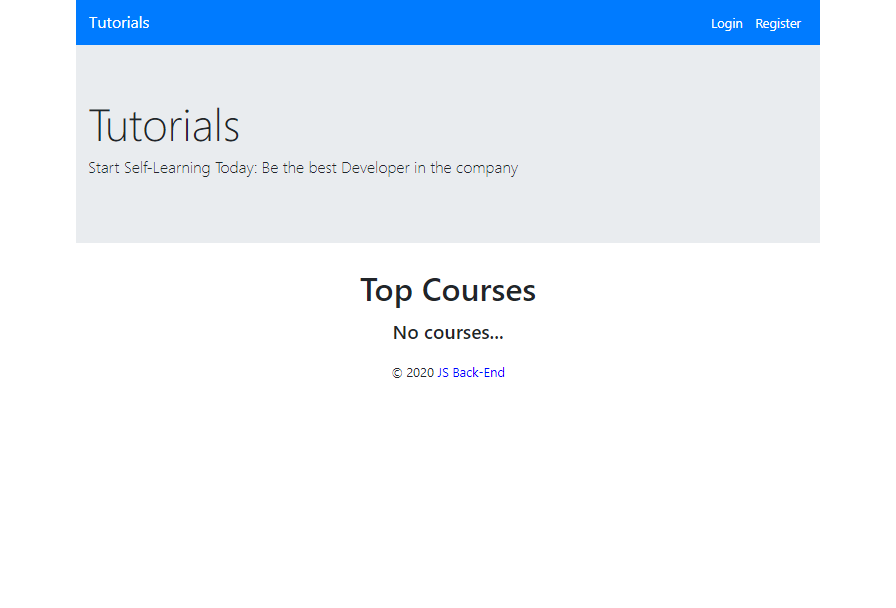 Tutorials
Login Register
Tutorials
Start Self-Learning Today: Be the best Developer in the company
Top Courses
No courses...
© 2020 JS Back-End